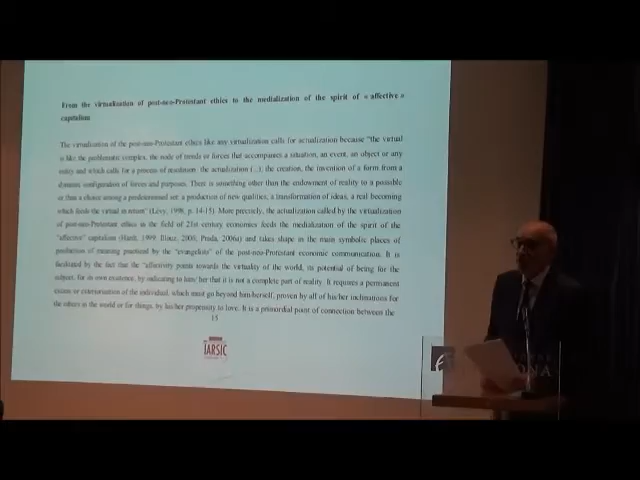 From the virtualization of post-neo-Protestant ethics to the medialization of the spirit of « affective »
capitalism
The virtualization of the post-neo-Protestant ethics like any virtualization calls for actualization because "the virtual
is like the problematic complex, the node of trends or forces that accompanies a situation, an event, an object or any
entity and which calls for a process of resolution: the actualization (...), the creation, the invention of a form from a
dynamic configuration of forces and purposes. There is something other than the endowment of reality to a possible
or than a choice among a predetermined set: a production of new qualities, a transformation of ideas, a real becoming
which feeds the virtual in return" (Lévy, 1998, p. 14-15). More precisely, the actualization called by the virtualization
of post-neo-Protestant ethics in the field of 21st century economies feeds the medialization of the spirit of the
"affective" capitalism (Hardt, 1999 Illouz, 2006, Prada, 2006a) and takes shape in the main symbolic places of
production of meaning practiced by the "evangelists" of the post-neo-Protestant economic communication. It is
facilitated by the fact that the "affectivity points towards the virtuality of the world, its potential of being for the
subject, for its own existence, by indicating to him/her that it is not a complete part of reality. It requires a permanent
or exteriorisation of the individual, which must go beyond him/herself, proven by all of his/her inclinations for
the others in the world or for things, by his/her propensity to love. It is a primordial point of connection between the
15
IARSIC
ONA